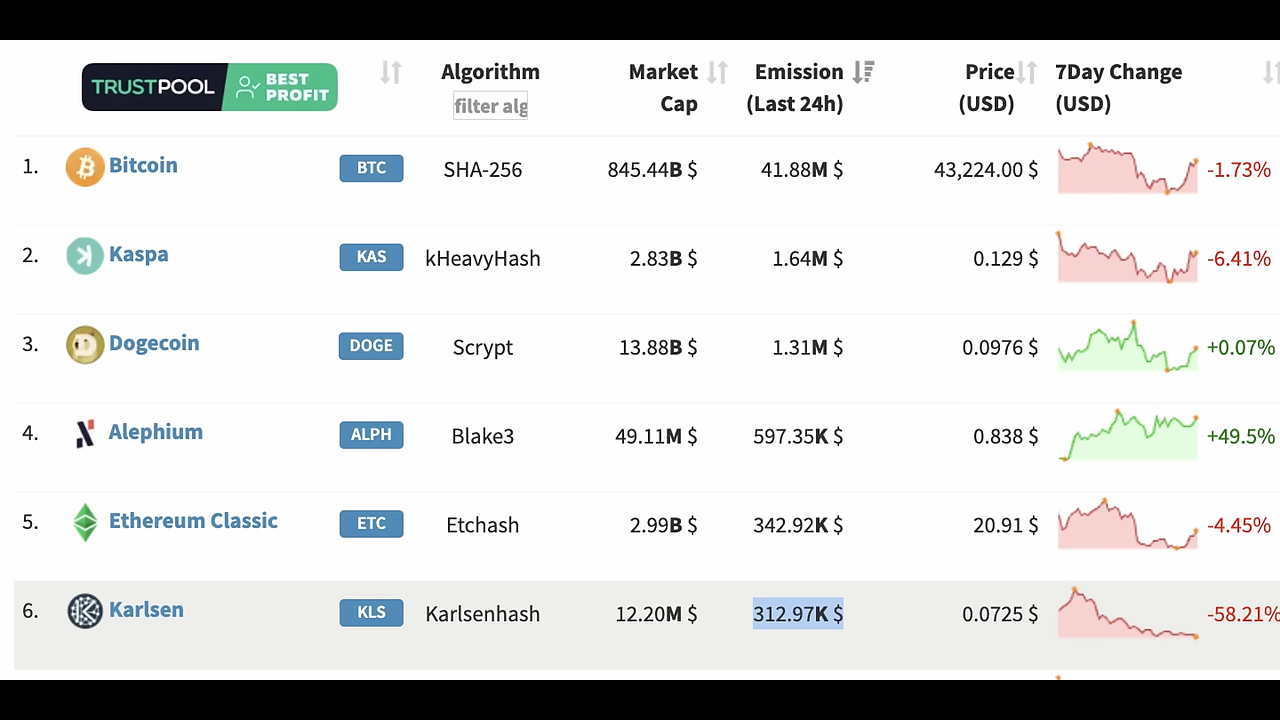 TRUSTPOOL BEST PROFIT
Algorithm Market Cap Emission (Last 24h) Price (USD) 7Day Change (USD)
filter alg
1. Bitcoin BTC SHA-256 845.44B $ 41.88M $ 43,224.00 $ -1.73%
2. Kaspa KAS kHeavyHash 2.83B $ 1.64M $ 0.129 $ -6.41%
3. Dogecoin DOGE Scrypt 13.88B $ 1.31M $ 0.0976 $ +0.07%
4. Alephium ALPH Blake3 49.11M $ 597.35K $ 0.838 $ +49.5%
5. Ethereum Classic ETC Etchash 2.99B $ 342.92K $ 20.91 $ -4.45%
6. Karlsen KLS Karlsenhash 12.20M $ 312.97K $ 0.0725 $ -58.21%